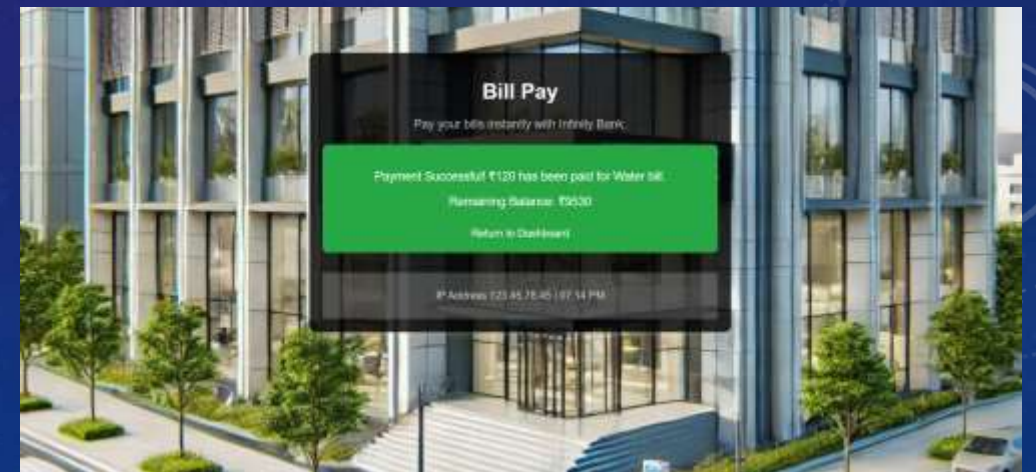 Bill Pay
Pay your bills instantly with Infinity Bank.
Payment Successful! ₹120 has been paid for Water bill.
Remaining Balance: ₹9530
Return to Dashboard
IP Address 123.45.78.45 | 07:14 PM